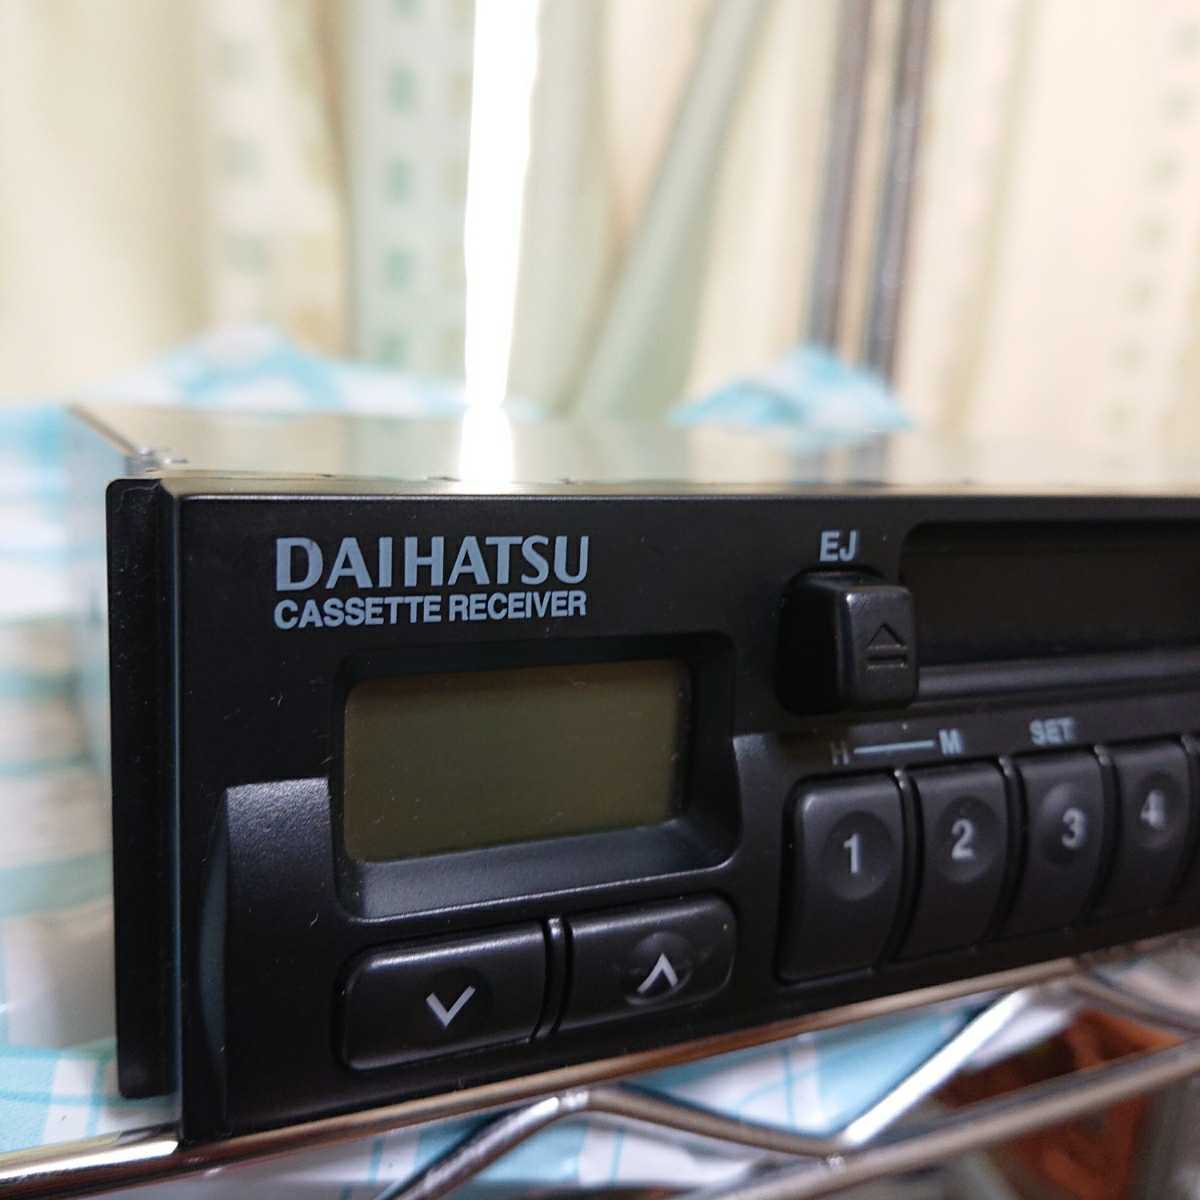 DAIHATSU
CASSETTE RECEIVER
EJ
H M SET
1 2 3 4